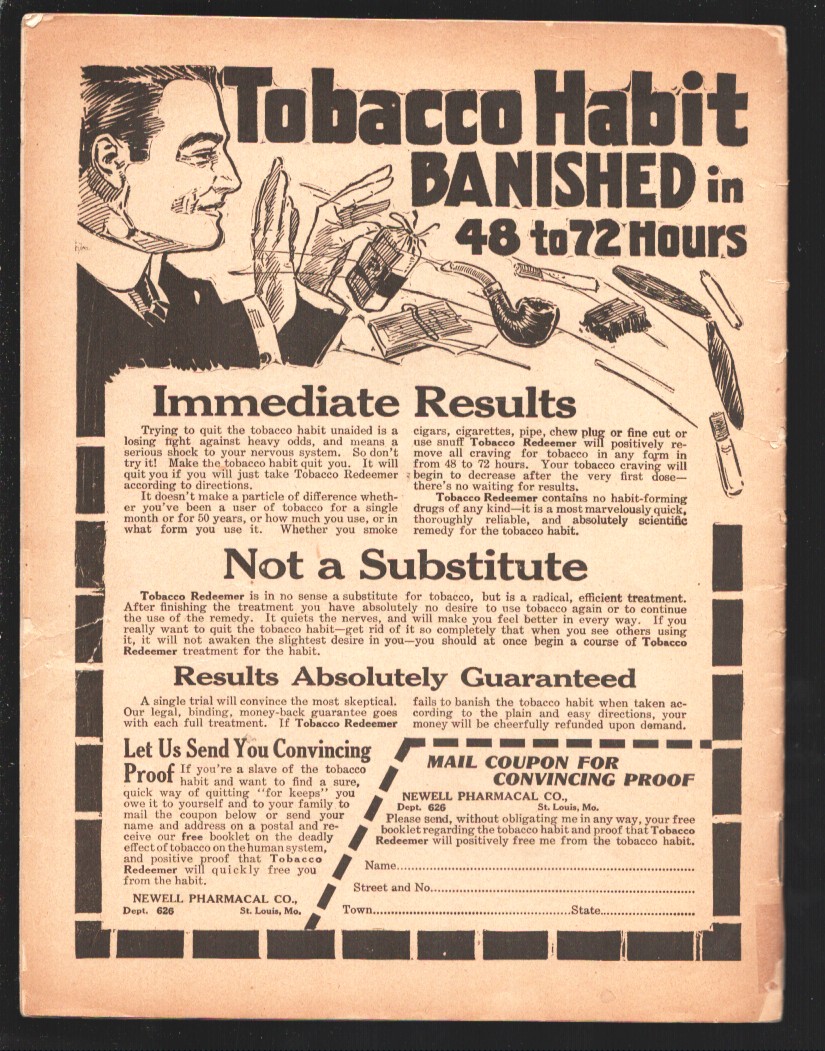 Tobacco Habit
BANISHED in
48 to 72 Hours
Immediate Results
Trying to quit the tobacco habit unaided is a
losing fight against heavy odds, and means a
serious shock to your nervous system. So don't
try it! Make the tobacco habit quit you. It will
quit you if you will just take Tobacco Redeemer
according to directions.
It doesn't make a particle of difference wheth-
er you've been a user of tobacco for a single
month or for 50 years, or how much you use, or in
what form you use it. Whether you smoke
cigars, cigarettes, pipe, chew plug or fine cut or
use snuff Tobacco Redeemer will positively re-
move all craving for tobacco in any form in
from 48 to 72 hours. Your tobacco craving will
begin to decrease after the very first dose—
there's no waiting for results.
Tobacco Redeemer contains no habit-forming
drugs of any kind—it is a most marvelously quick,
thoroughly reliable, and absolutely scientific
remedy for the tobacco habit.
Not a Substitute
Tobacco Redeemer is in no sense a substitute for tobacco, but is a radical, efficient treatment.
After finishing the treatment you have absolutely no desire to use tobacco again or to continue
the use of the remedy. It quiets the nerves, and will make you feel better in every way. If you
really want to quit the tobacco habit—get rid of it so completely that when you see others using
it, it will not awaken the slightest desire in you—you should at once begin a course of Tobacco
Redeemer treatment for the habit.
Results Absolutely Guaranteed
A single trial will convince the most skeptical.
Our legal, binding, money-back guarantee goes
with each full treatment. If Tobacco Redeemer
fails to banish the tobacco habit when taken ac-
cording to the plain and easy directions, your
money will be cheerfully refunded upon demand.
Let Us Send You Convincing
Proof If you're a slave of the tobacco
habit and want to find a sure,
quick way of quitting "for keeps" you
owe it to yourself and to your family to
mail the coupon below or send your
name and address on a postal and re-
ceive our free booklet on the deadly
effect of tobacco on the human system,
and positive proof that Tobacco
Redeemer will quickly free you
from the habit.
NEWELL PHARMACAL CO.,
Dept. 626 St. Louis, Mo.
MAIL COUPON FOR
CONVINCING PROOF
NEWELL PHARMACAL CO.,
Dept. 626 St. Louis, Mo.
Please send, without obligating me in any way, your free
booklet regarding the tobacco habit and proof that Tobacco
Redeemer will positively free me from the tobacco habit.
Name
Street and No.
Town State